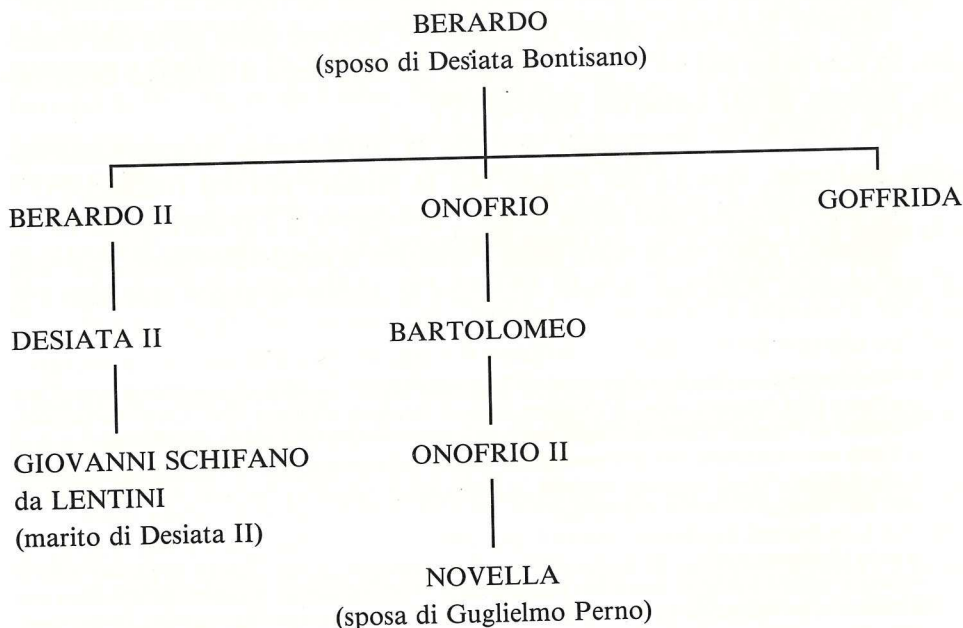 BERARDO
(sposo di Desiata Bontisano)
BERARDO II
ONOFRIO
GOFFRIDA
DESIATA II
BARTOLOMEO
GIOVANNI SCHIFANO
da LENTINI
(marito di Desiata II)
ONOFRIO II
NOVELLA
(sposa di Guglielmo Perno)